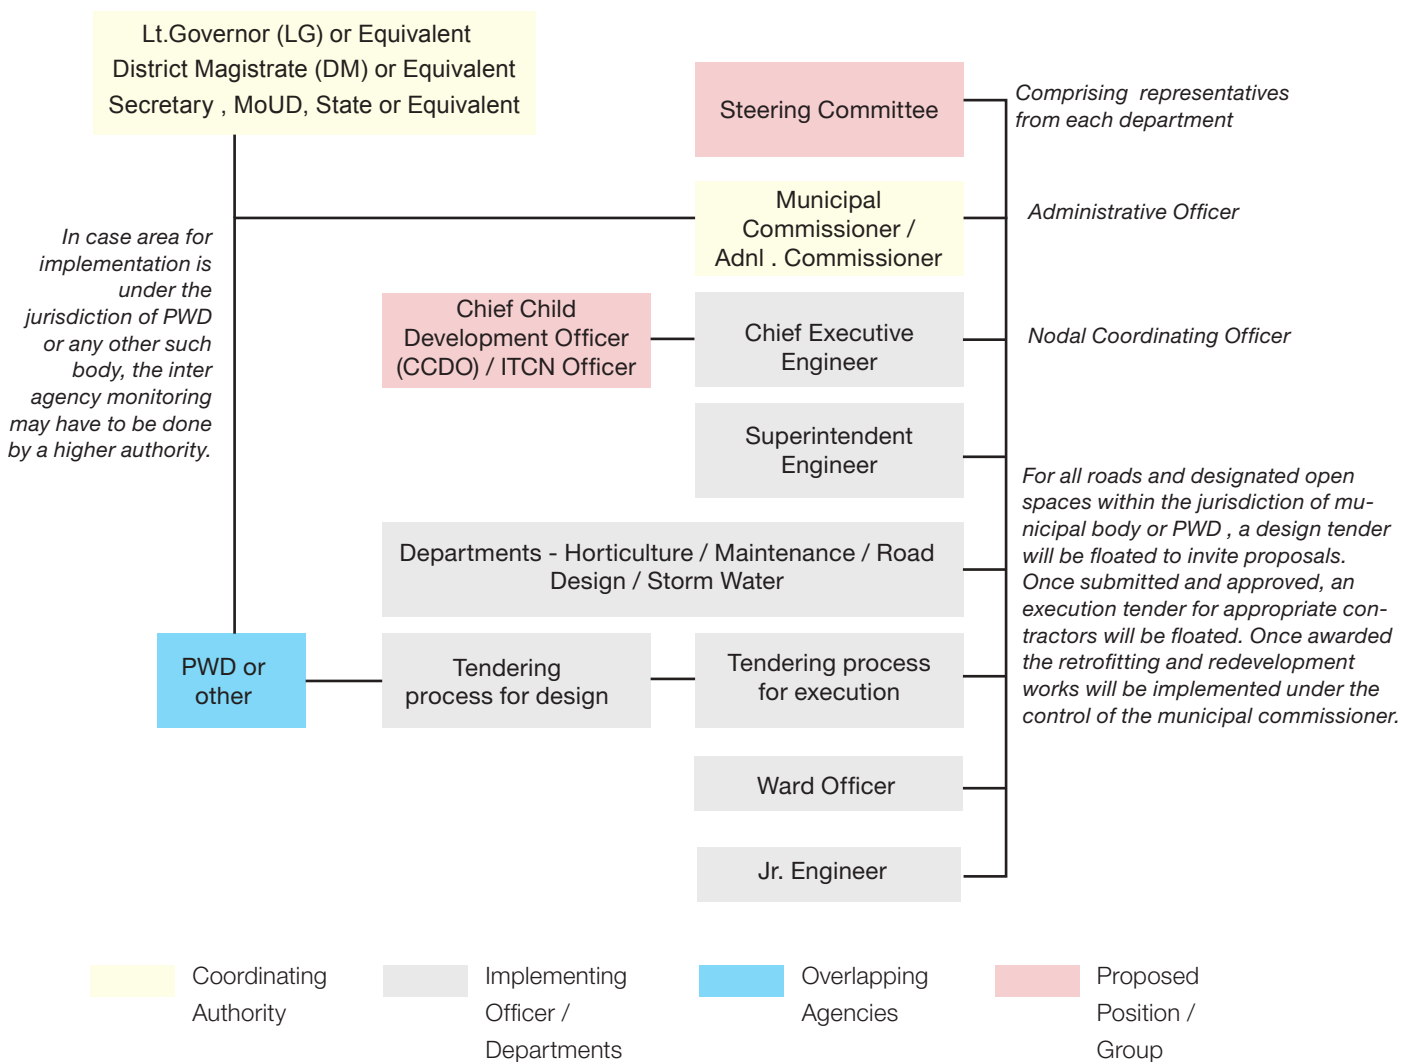 Lt.Governor (LG) or Equivalent
District Magistrate (DM) or Equivalent
Secretary , MoUD, State or Equivalent
Steering Committee
Comprising representatives
from each department
Municipal
Commissioner /
Adnl . Commissioner
Administrative Officer
In case area for
implementation is
under the
jurisdiction of PWD
or any other such
body, the inter
agency monitoring
may have to be done
by a higher authority.
Chief Child
Development Officer
(CCDO) / ITCN Officer
Chief Executive
Engineer
Nodal Coordinating Officer
Superintendent
Engineer
For all roads and designated open
spaces within the jurisdiction of mu-
nicipal body or PWD , a design tender
will be floated to invite proposals.
Once submitted and approved, an
execution tender for appropriate con-
tractors will be floated. Once awarded
the retrofitting and redevelopment
works will be implemented under the
control of the municipal commissioner.
Departments - Horticulture / Maintenance / Road
Design / Storm Water
PWD or
other
Tendering
process for design
Tendering process
for execution
Ward Officer
Jr. Engineer
Coordinating
Authority
Implementing
Officer /
Departments
Overlapping
Agencies
Proposed
Position /
Group